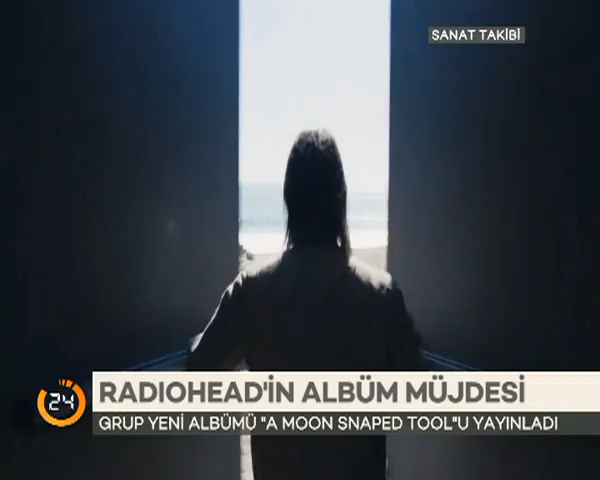 SANAT TAKİBİ
RADIOHEAD'İN ALBÜM MÜJDESİ
24
GRUP YENİ ALBÜMÜ "A MOON SNAPED TOOL"U YAYINLADI